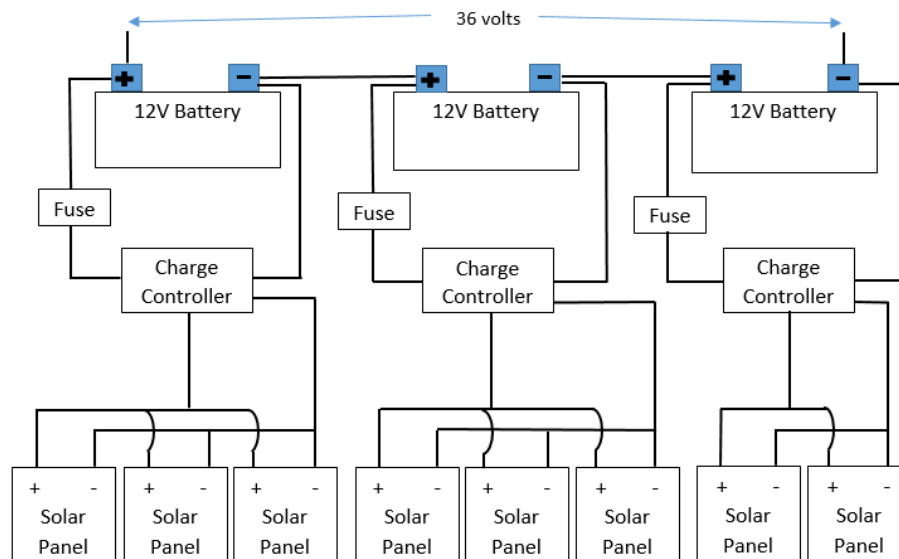 36 volts
+ - + - + -
12V Battery 12V Battery 12V Battery
Fuse Fuse Fuse
Charge Controller
Charge Controller
Charge Controller
+ - + - + - + - + - + - + - + -
Solar Solar Solar Solar Solar Solar Solar Solar
Panel Panel Panel Panel Panel Panel Panel Panel